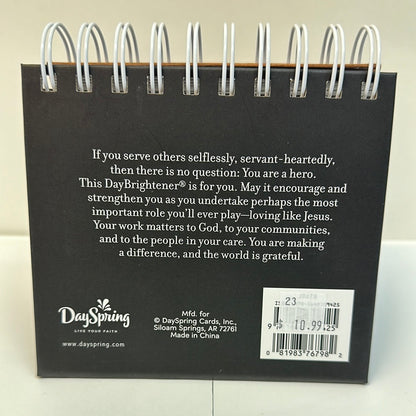 If you serve others selflessly, servant-heartedly,
then there is no question: You are a hero.
This DayBrightener® is for you. May it encourage and
strengthen you as you undertake perhaps the most
important role you'll ever play—loving like Jesus.
Your work matters to God, to your communities,
and to the people in your care. You are making
a difference, and the world is grateful.
DaySpring
LIVE YOUR FAITH
www.dayspring.com
Mfd. for
© DaySpring Cards, Inc.,
Siloam Springs, AR 72761
Made in China
23
10.99
0 81983 76798 2